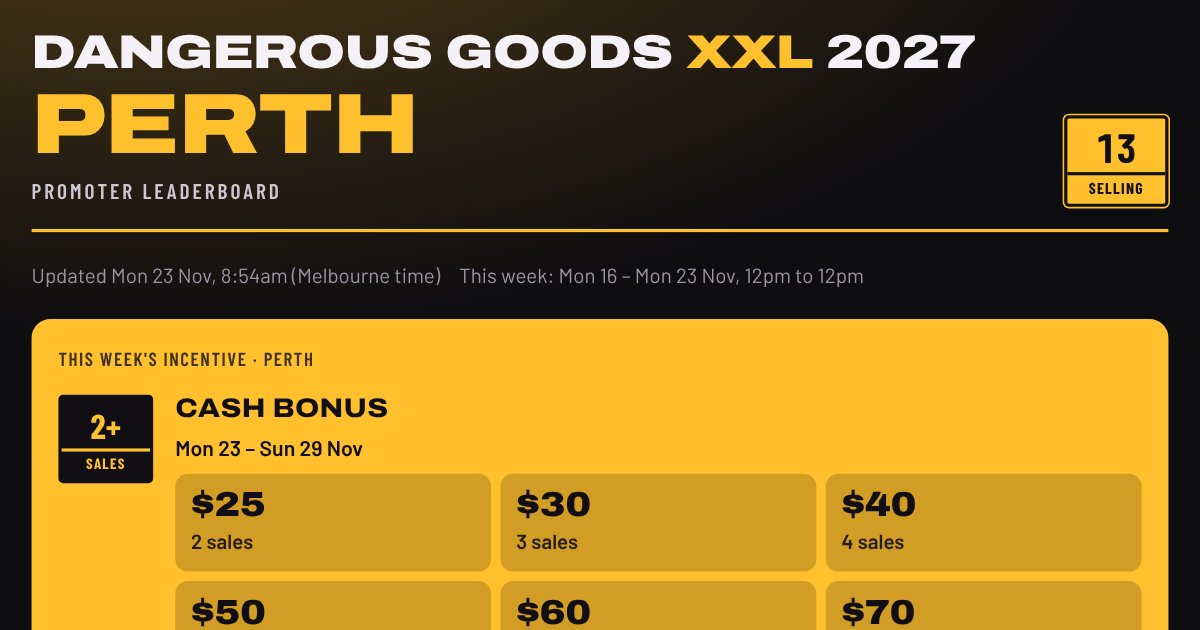 DANGEROUS GOODS XXL 2027
PERTH
PROMOTER LEADERBOARD
13
SELLING
Updated Mon 23 Nov, 8:54am (Melbourne time) This week: Mon 16 – Mon 23 Nov, 12pm to 12pm
THIS WEEK'S INCENTIVE · PERTH
2+
SALES
CASH BONUS
Mon 23 – Sun 29 Nov
$25
2 sales
$30
3 sales
$40
4 sales
$50
$60
$70